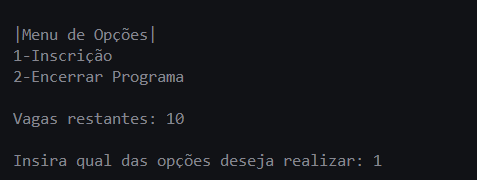 |Menu de Opções|
1-Inscrição
2-Encerrar Programa
Vagas restantes: 10
Insira qual das opções deseja realizar: 1